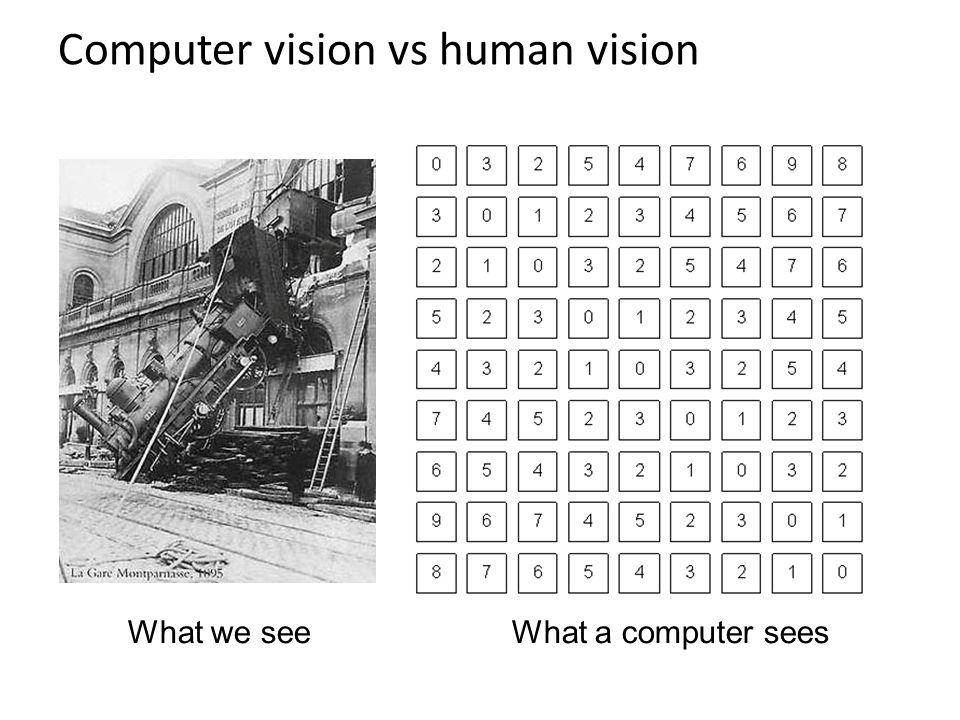 Computer vision vs human vision
0 3 2 5 4 7 6 9 8
3 0 1 2 3 4 5 6 7
2 1 0 3 2 5 4 7 6
5 2 3 0 1 2 3 4 5
4 3 2 1 0 3 2 5 4
7 4 5 2 3 0 1 2 3
6 5 4 3 2 1 0 3 2
9 6 7 4 5 2 3 0 1
8 7 6 5 4 3 2 1 0
La Gare Montparnasse, 1895
What we see
What a computer sees